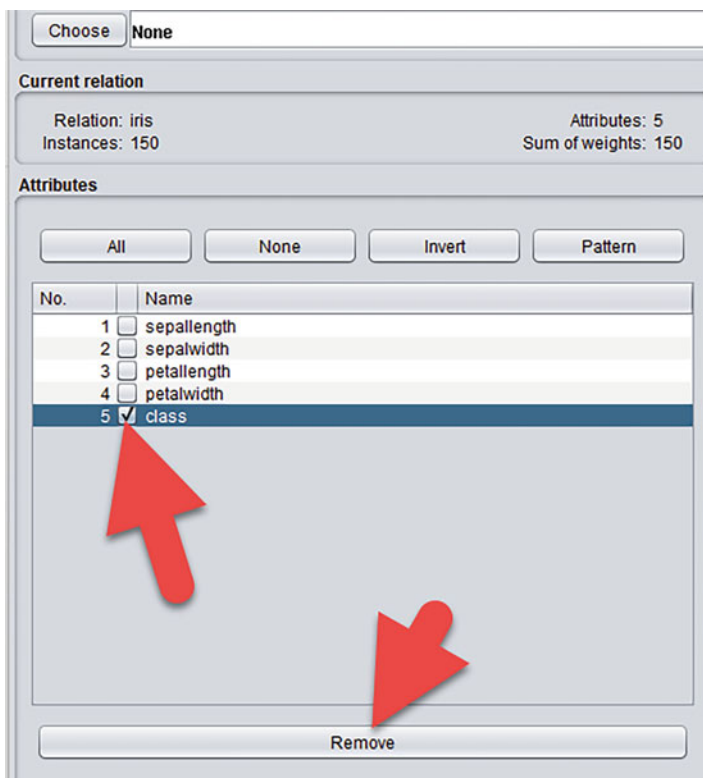 Choose None
Current relation
Relation: iris Attributes: 5
Instances: 150 Sum of weights: 150
Attributes
All None Invert Pattern
No. Name
1 sepallength
2 sepalwidth
3 petallength
4 petalwidth
5 class
Remove